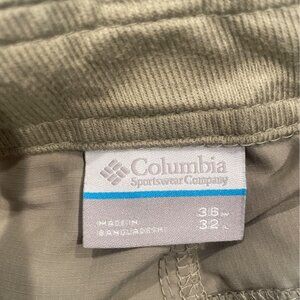 Columbia
Sportswear Company
MADE IN
BANGLADESH
36 W
32 L